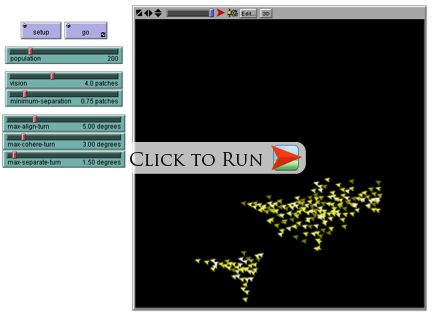 setup
go
Edit...
3D
population 200
vision 4.0 patches
minimum-separation 0.75 patches
max-align-turn 5.00 degrees
max-cohere-turn 3.00 degrees
max-separate-turn 1.50 degrees
CLICK TO RUN